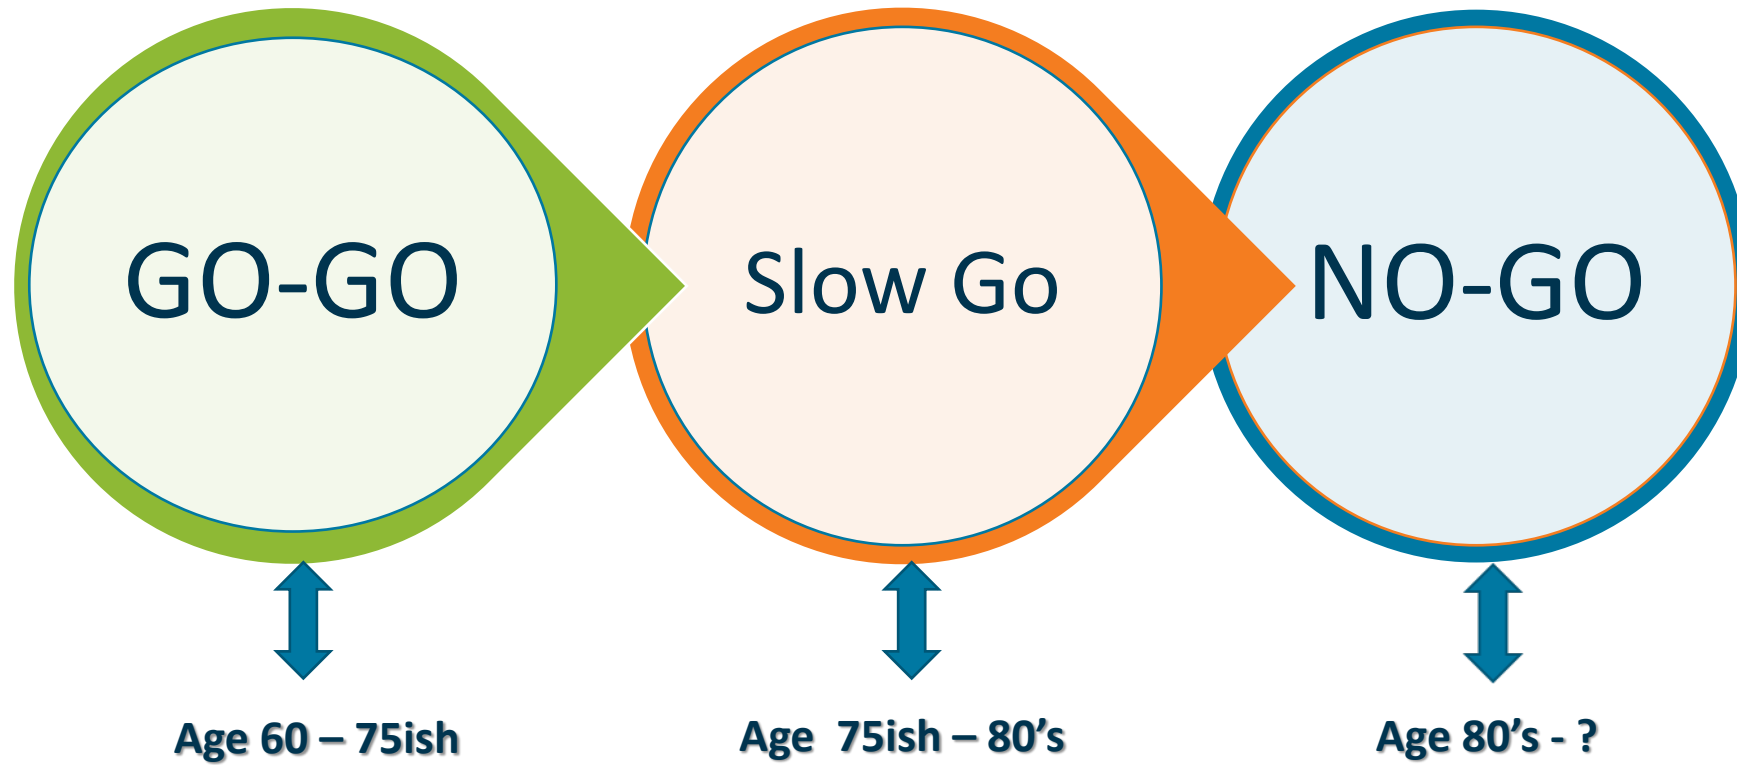 GO-GO
Slow Go
NO-GO
Age 60 – 75ish
Age  75ish – 80’s
Age 80’s - ?